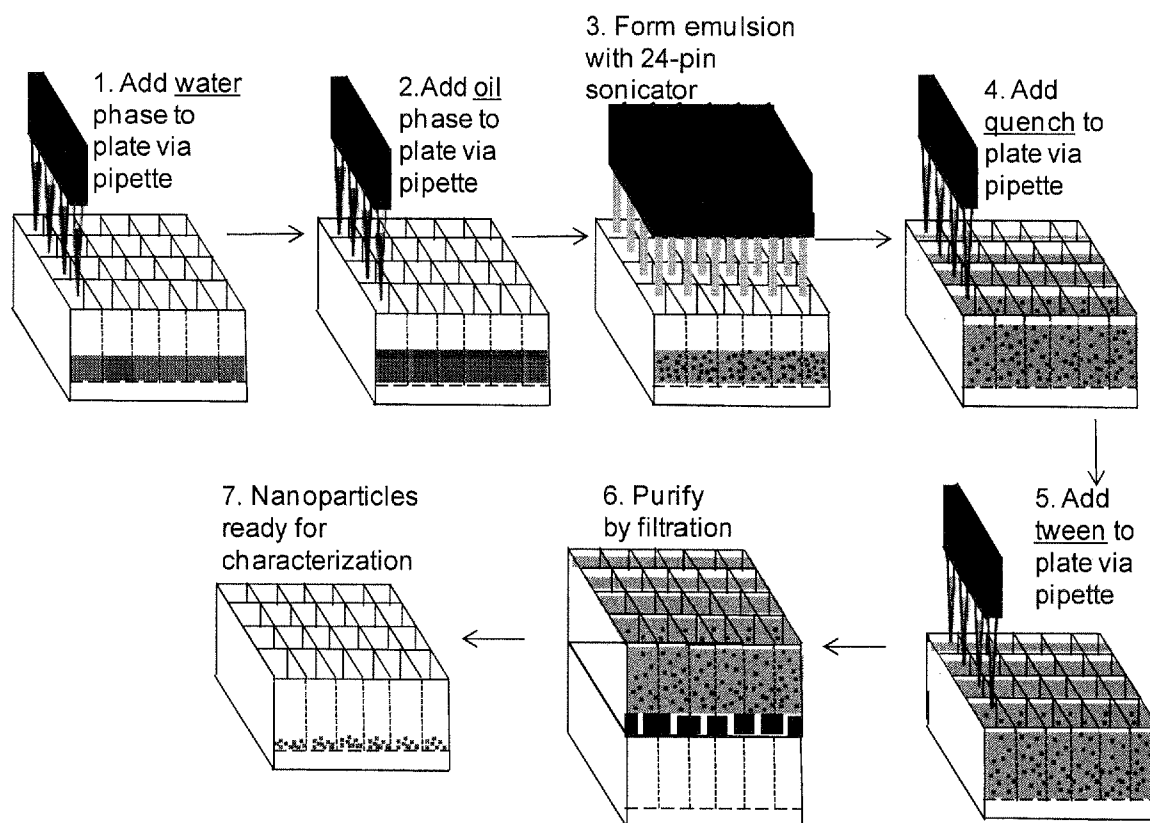 1. Add water
phase to
plate via
pipette
2.Add oil
phase to
plate via
pipette
3. Form emulsion
with 24-pin
sonicator
4. Add
quench to
plate via
pipette
5. Add
tween to
plate via
pipette
6. Purify
by filtration
7. Nanoparticles
ready for
characterization